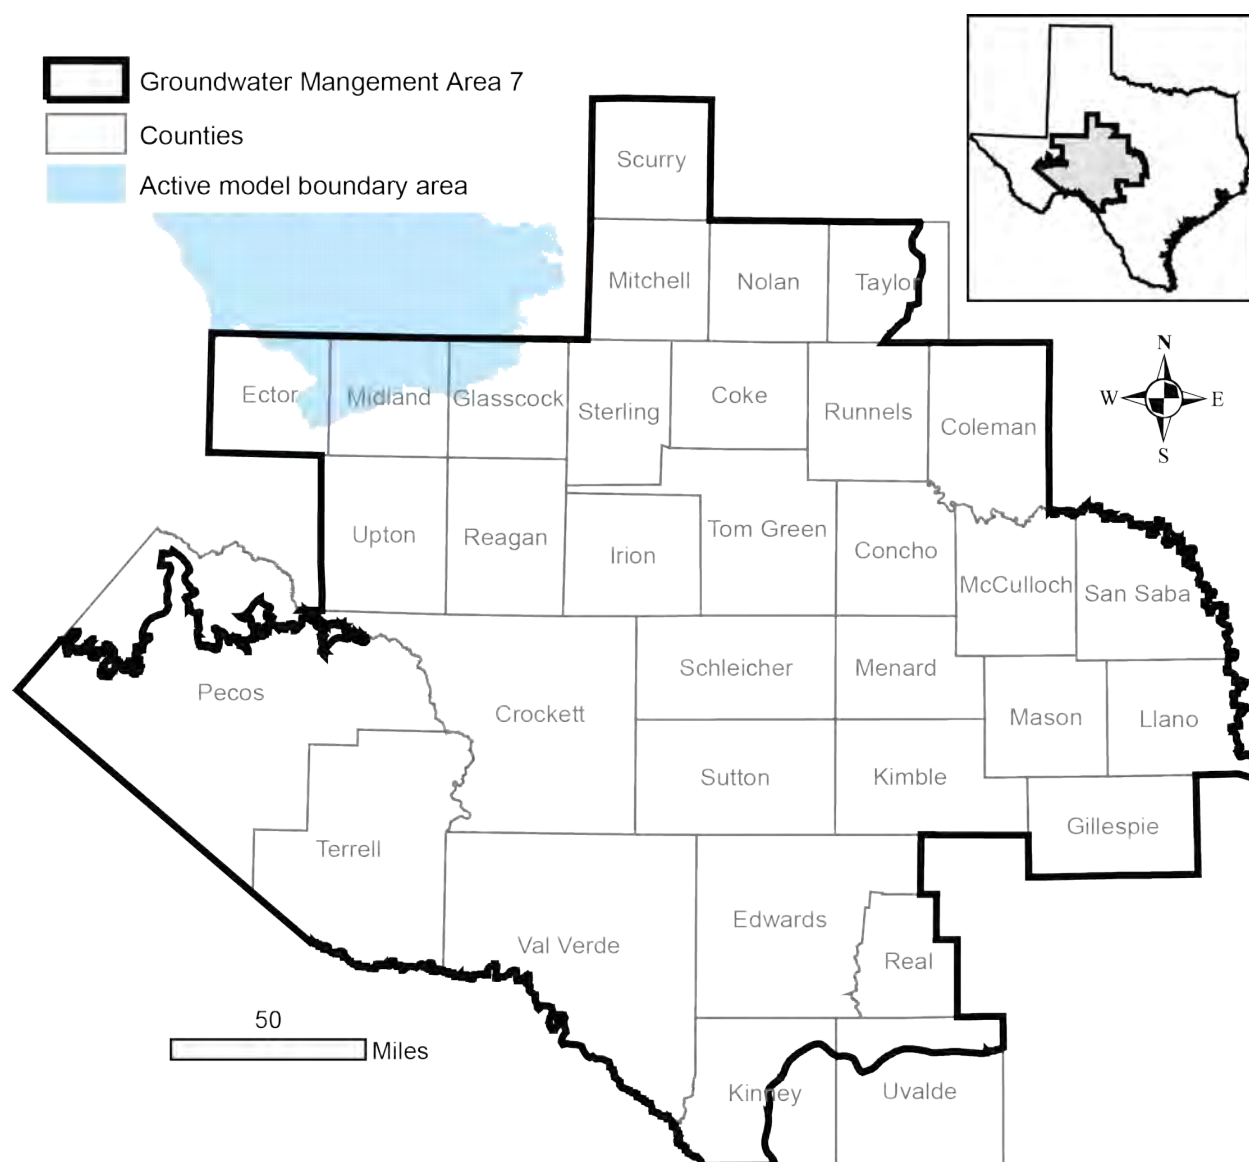 Groundwater Mangement Area 7
Counties
Active model boundary area
Scurry
Mitchell
Nolan
Taylor
N
W
E
S
Ector
Midland
Glasscock
Sterling
Coke
Runnels
Coleman
Upton
Reagan
Irion
Tom Green
Concho
McCulloch
San Saba
Pecos
Crockett
Schleicher
Menard
Mason
Llano
Sutton
Kimble
Gillespie
Terrell
Val Verde
Edwards
Real
50
Miles
Kinney
Uvalde